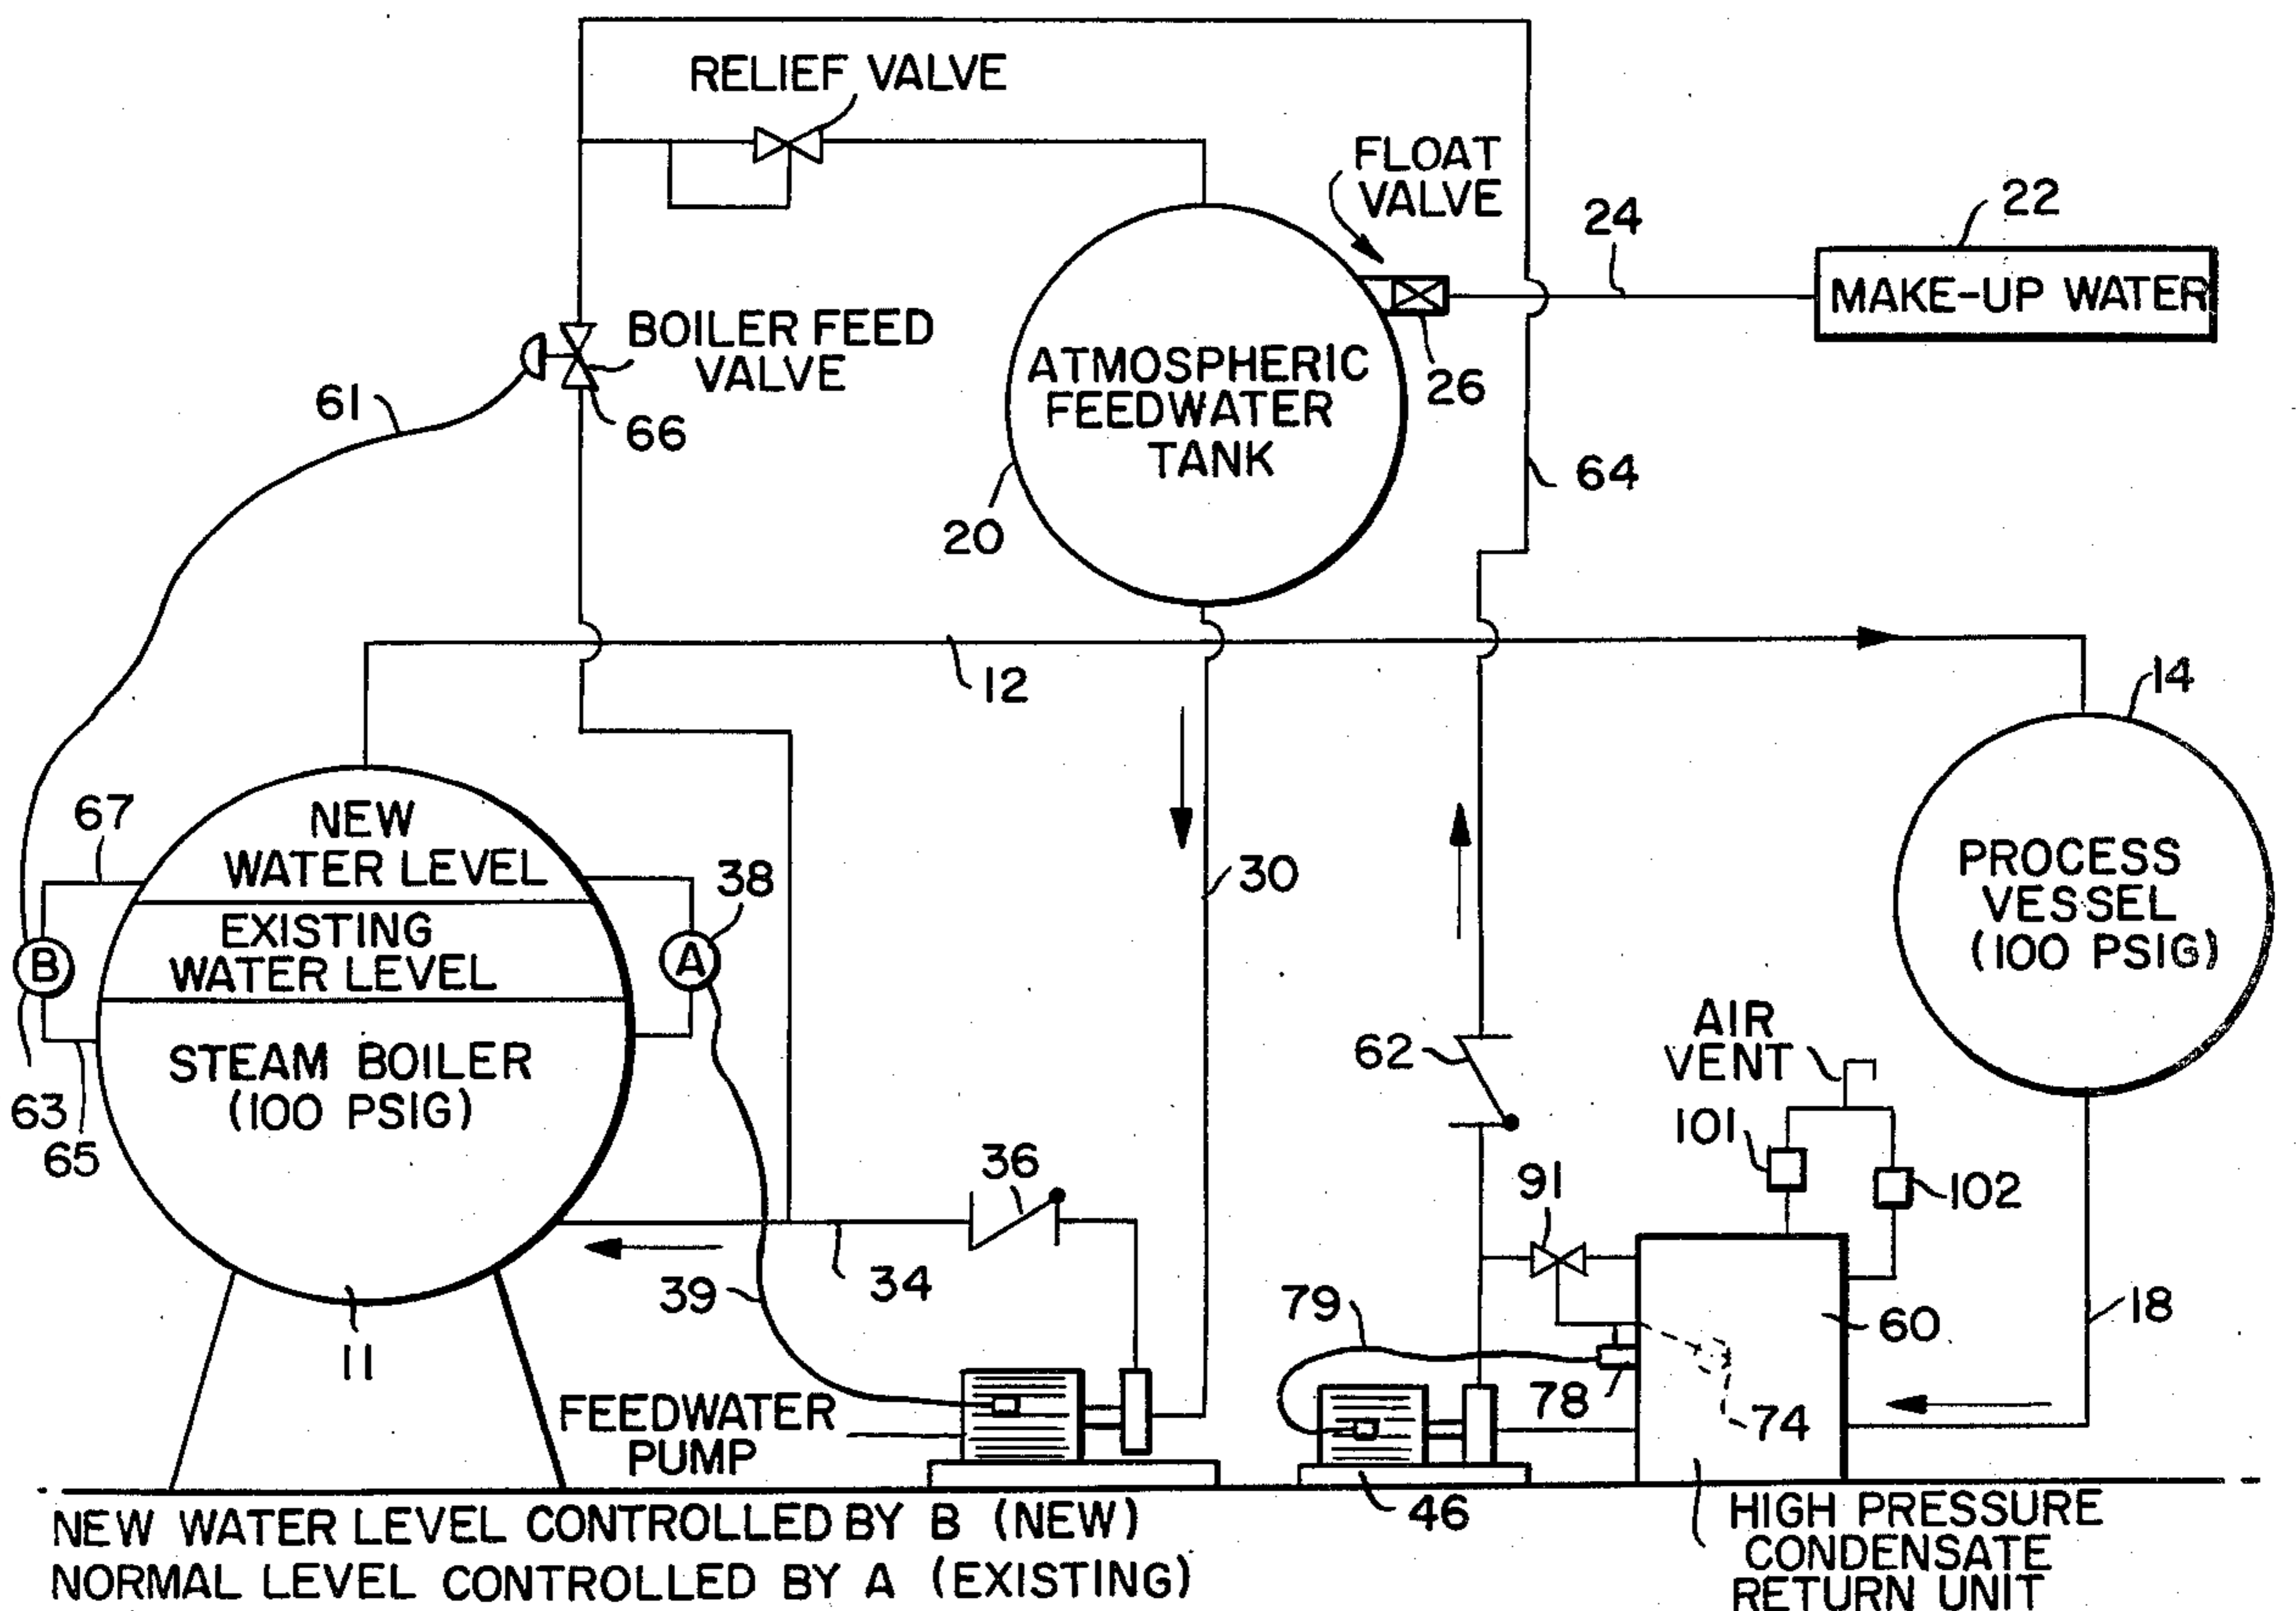 RELIEF VALVE
FLOAT
VALVE
24
22
MAKE-UP WATER
BOILER FEED
VALVE
26
61
66
ATMOSPHERIC
FEEDWATER
TANK
64
20
12
14
67
NEW
WATER LEVEL
38
30
PROCESS
VESSEL
(100 PSIG)
EXISTING
WATER LEVEL
B
A
STEAM BOILER
(100 PSIG)
63
65
62
AIR
VENT
101
102
36
91
39
34
79
18
60
11
78
74
FEEDWATER
PUMP
46
NEW WATER LEVEL CONTROLLED BY B (NEW)
NORMAL LEVEL CONTROLLED BY A (EXISTING)
HIGH PRESSURE
CONDENSATE
RETURN UNIT